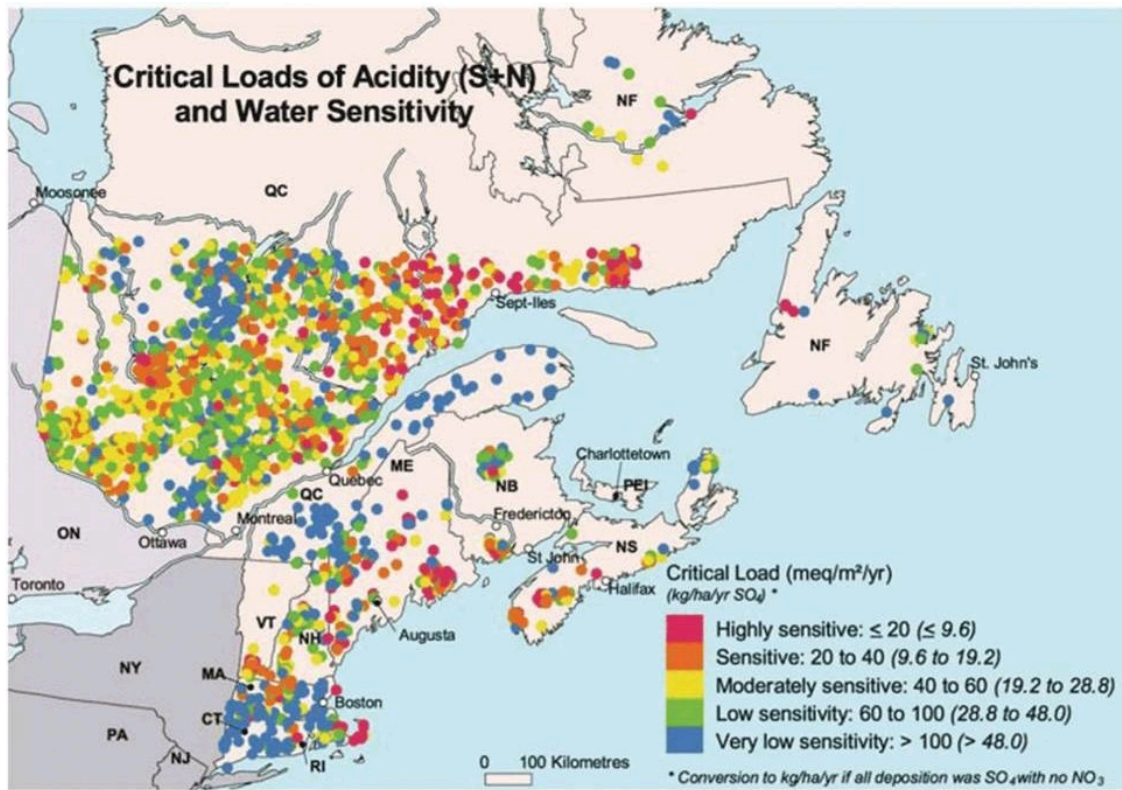 Critical Loads of Acidity (S+N)
and Water Sensitivity
NF
Moosonee
QC
Sept-Iles
NF
St. John's
Charlottetown
ME
PEI
Quebec
NB
QC
Fredericton
Montreal
ON
NS
Ottawa
St John
Toronto
Halifax
VT
Augusta
NH
NY
MA
Boston
CT
PA
NJ
RI
Critical Load (meq/m²/yr)
(kg/ha/yr SO₄) *
Highly sensitive: ≤ 20 (≤ 9.6)
Sensitive: 20 to 40 (9.6 to 19.2)
Moderately sensitive: 40 to 60 (19.2 to 28.8)
Low sensitivity: 60 to 100 (28.8 to 48.0)
Very low sensitivity: > 100 (> 48.0)
0 100 Kilometres
* Conversion to kg/ha/yr if all deposition was SO₄ with no NO₃